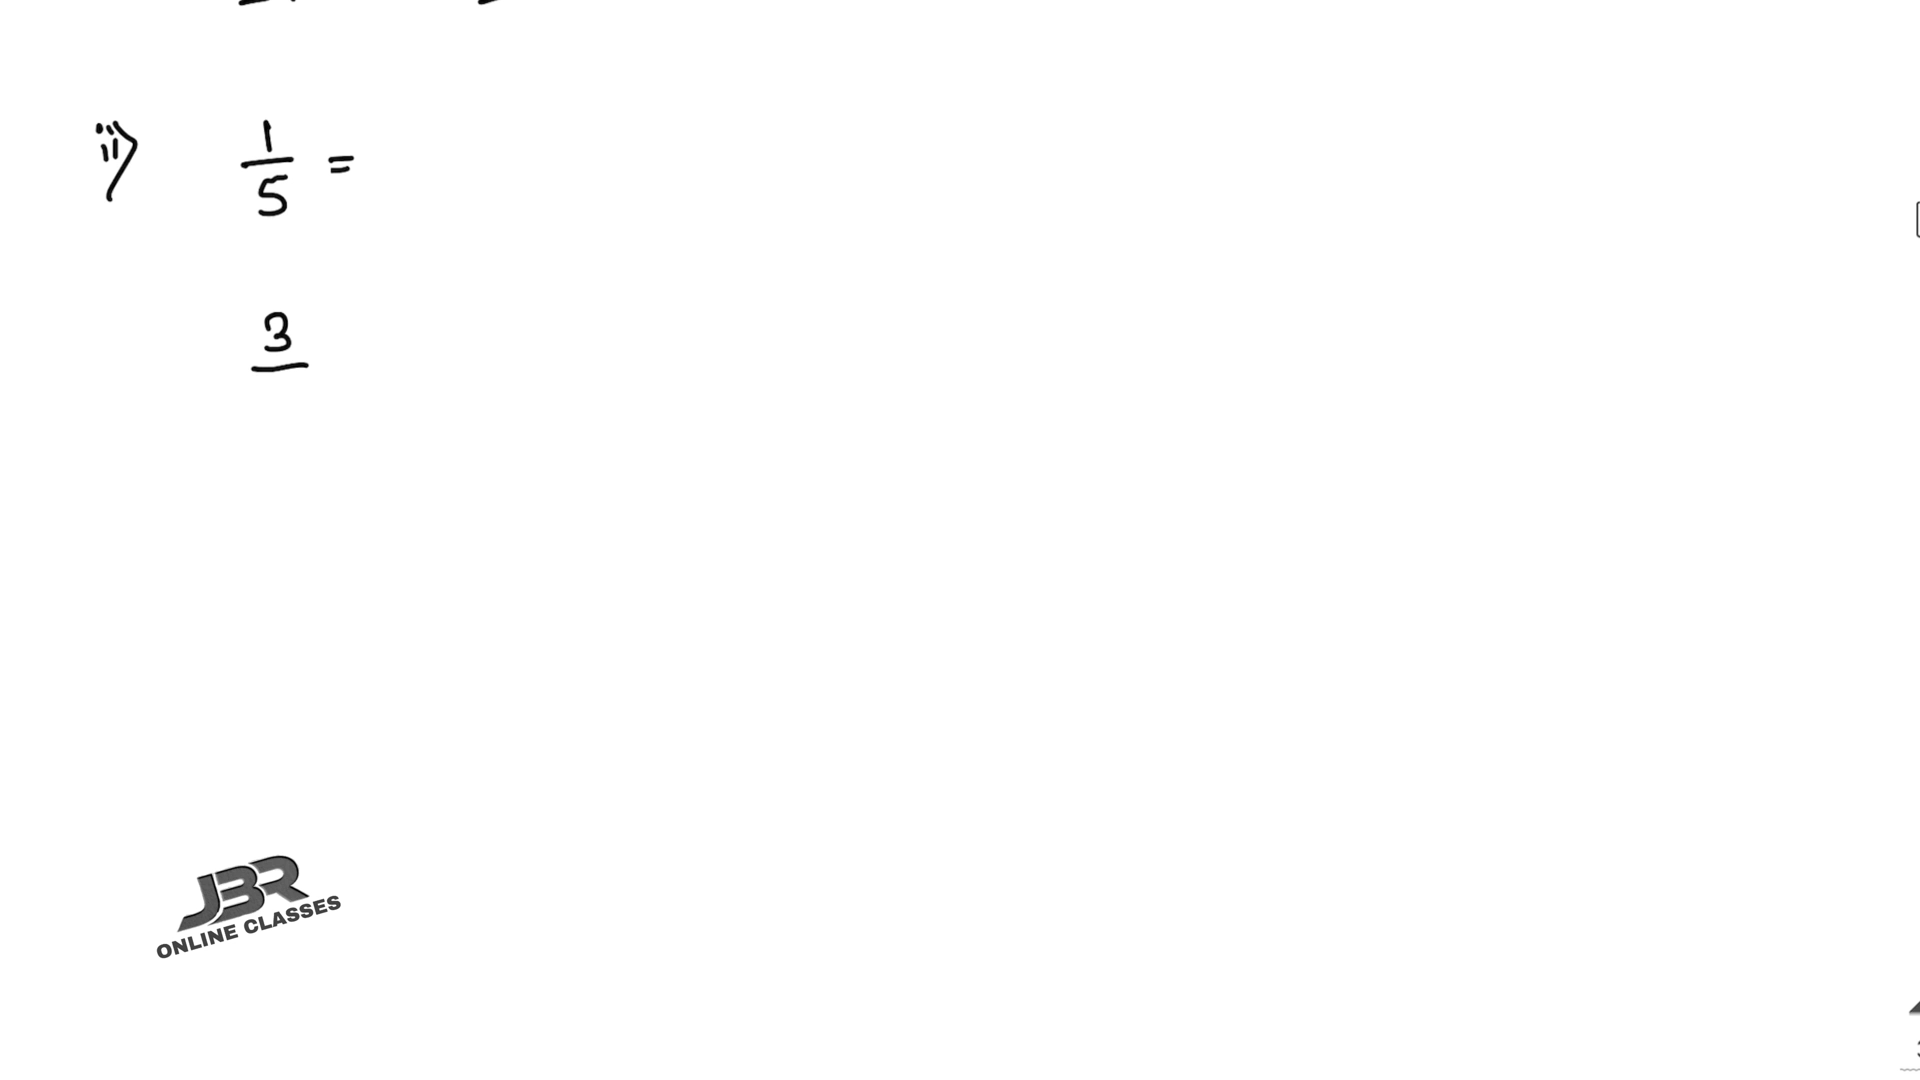 ii) 1/5 =
3
JBR
ONLINE CLASSES